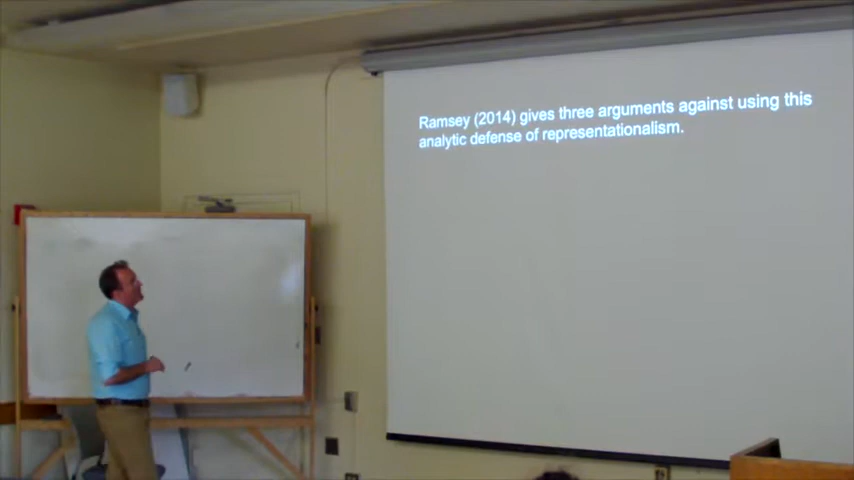 Ramsey (2014) gives three arguments against using this
analytic defense of representationalism.